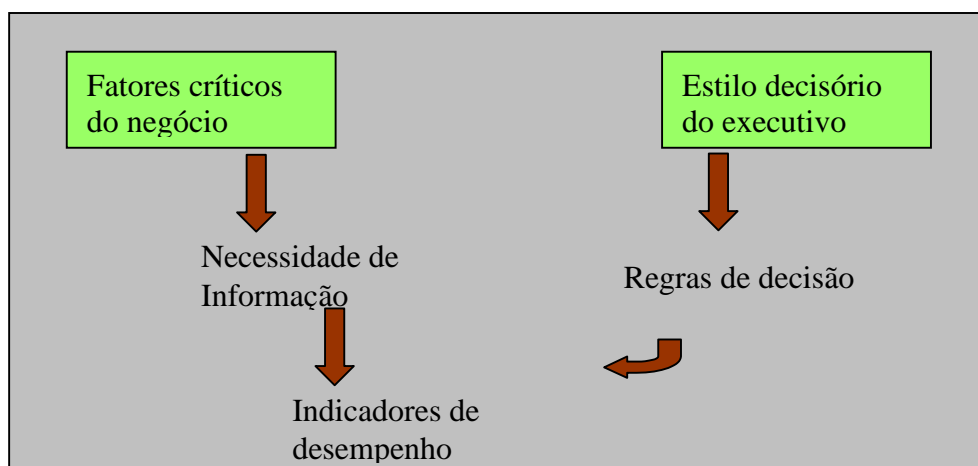 Fatores críticos
do negócio
Estilo decisório
do executivo
Necessidade de
Informação
Regras de decisão
Indicadores de
desempenho